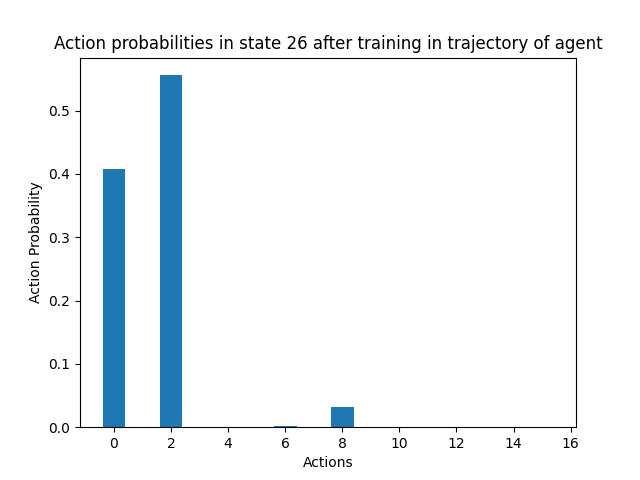 Action probabilities in state 26 after training in trajectory of agent
Action Probability
0.5
0.4
0.3
0.2
0.1
0.0
0 2 4 6 8 10 12 14 16
Actions